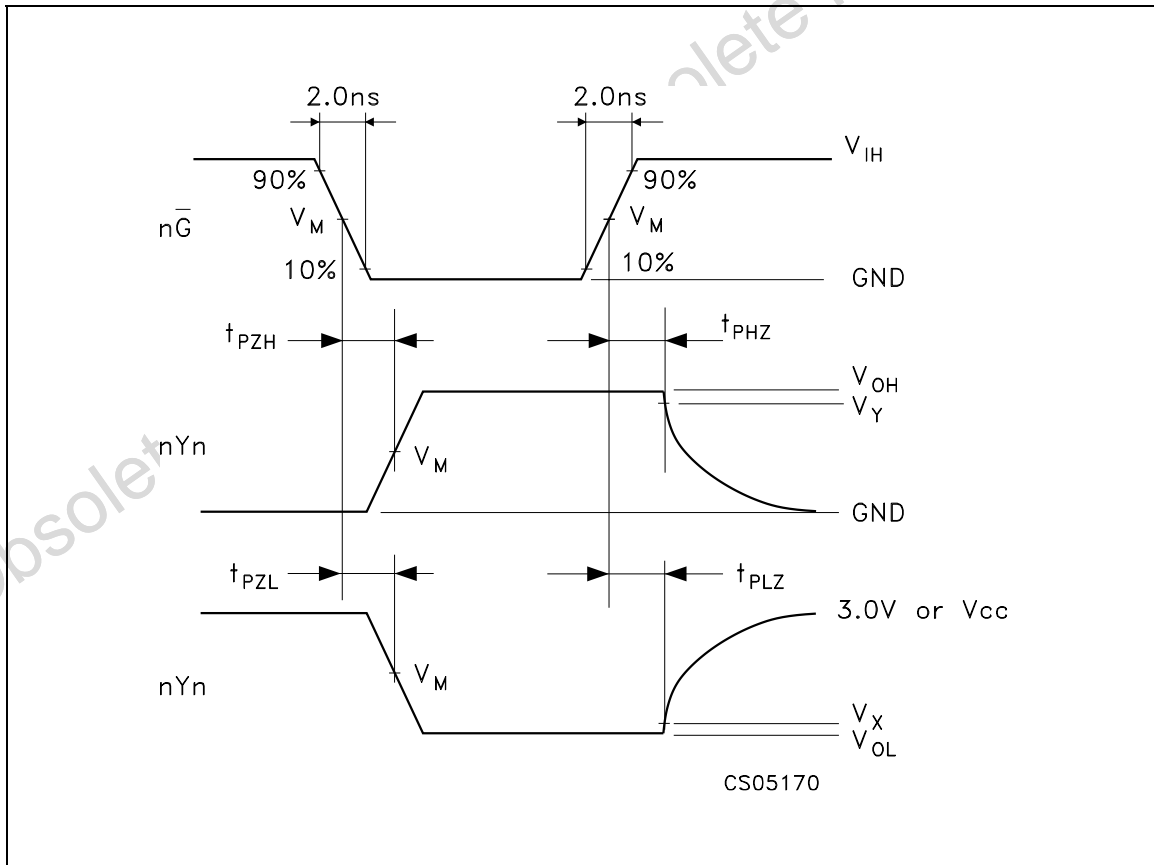 obsolete
2.0ns 2.0ns
V_IH
90% 90%
nG̅ V_M V_M
10% 10%
GND
t_PZH t_PHZ
V_OH
V_Y
nYn
V_M
GND
t_PZL t_PLZ
3.0V or Vcc
V_M
nYn
V_X
V_OL
CS05170